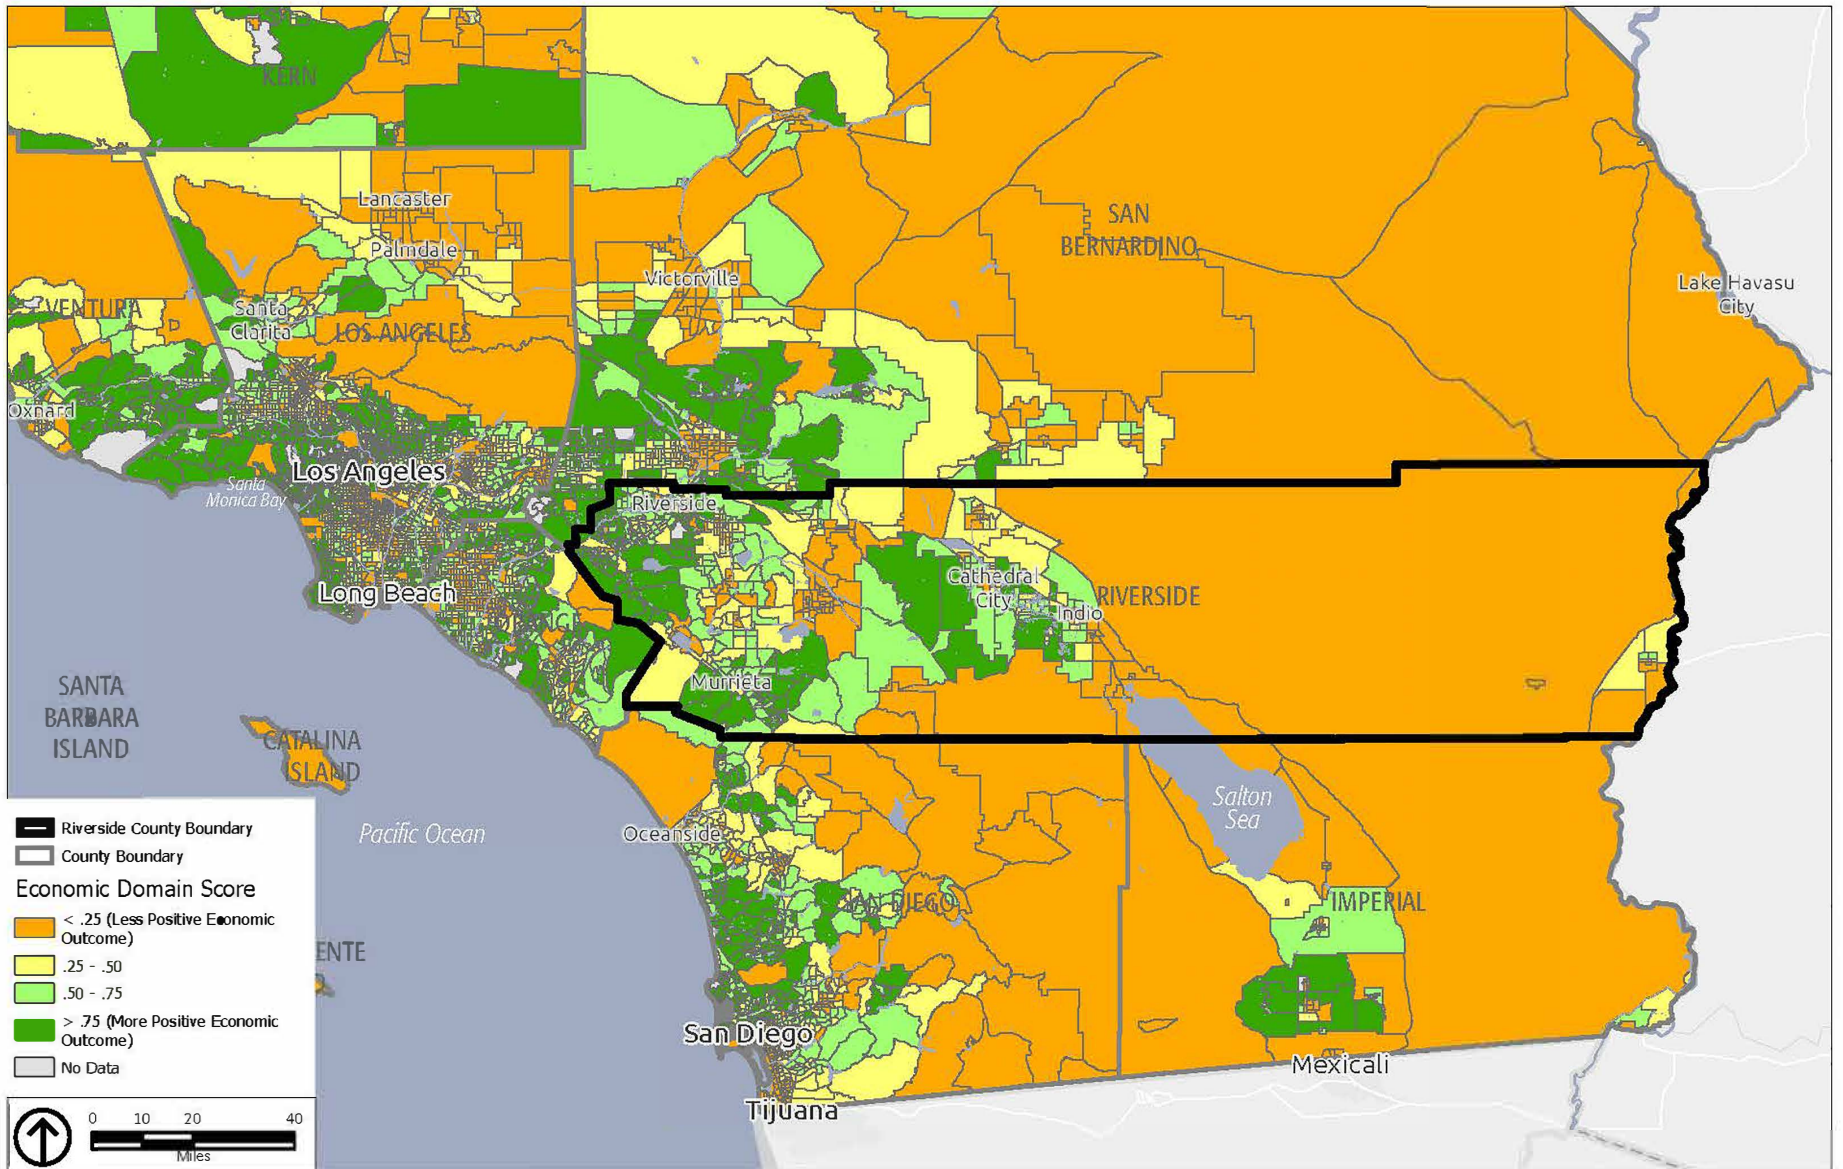 KERN
Lancaster
Palmdale
SAN
BERNARDINO
Victorville
Lake Havasu
City
VENTURA
Santa
Clarita
LOS ANGELES
Oxnard
Los Angeles
Santa
Monica Bay
Riverside
Long Beach
Cathedral
City
Indio
RIVERSIDE
Murrieta
SANTA
BARBARA
ISLAND
CATALINA
ISLAND
Salton
Sea
Pacific Ocean
Oceanside
SAN DIEGO
IMPERIAL
ENTE
San Diego
Mexicali
Tijuana
Riverside County Boundary
County Boundary
Economic Domain Score
< .25 (Less Positive Economic
Outcome)
.25 - .50
.50 - .75
> .75 (More Positive Economic
Outcome)
No Data
0 10 20 40
Miles